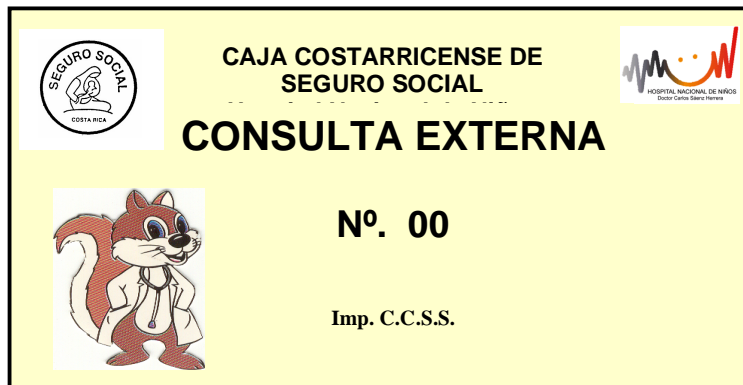 SEGURO SOCIAL
COSTA RICA
CAJA COSTARRICENSE DE
SEGURO SOCIAL
HOSPITAL NACIONAL DE NIÑOS
Doctor Carlos Sáenz Herrera
CONSULTA EXTERNA
Nº. 00
Imp. C.C.S.S.